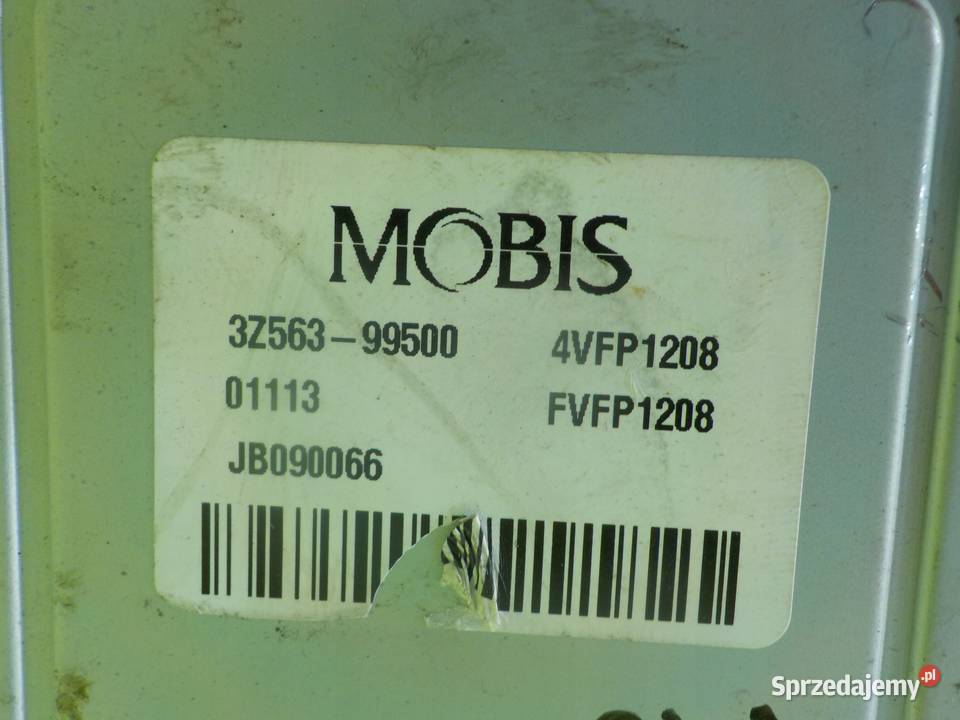 MOBIS
3Z563-99500 4VFP1208
01113 FVFP1208
JB090066
Sprzedajemy.pl